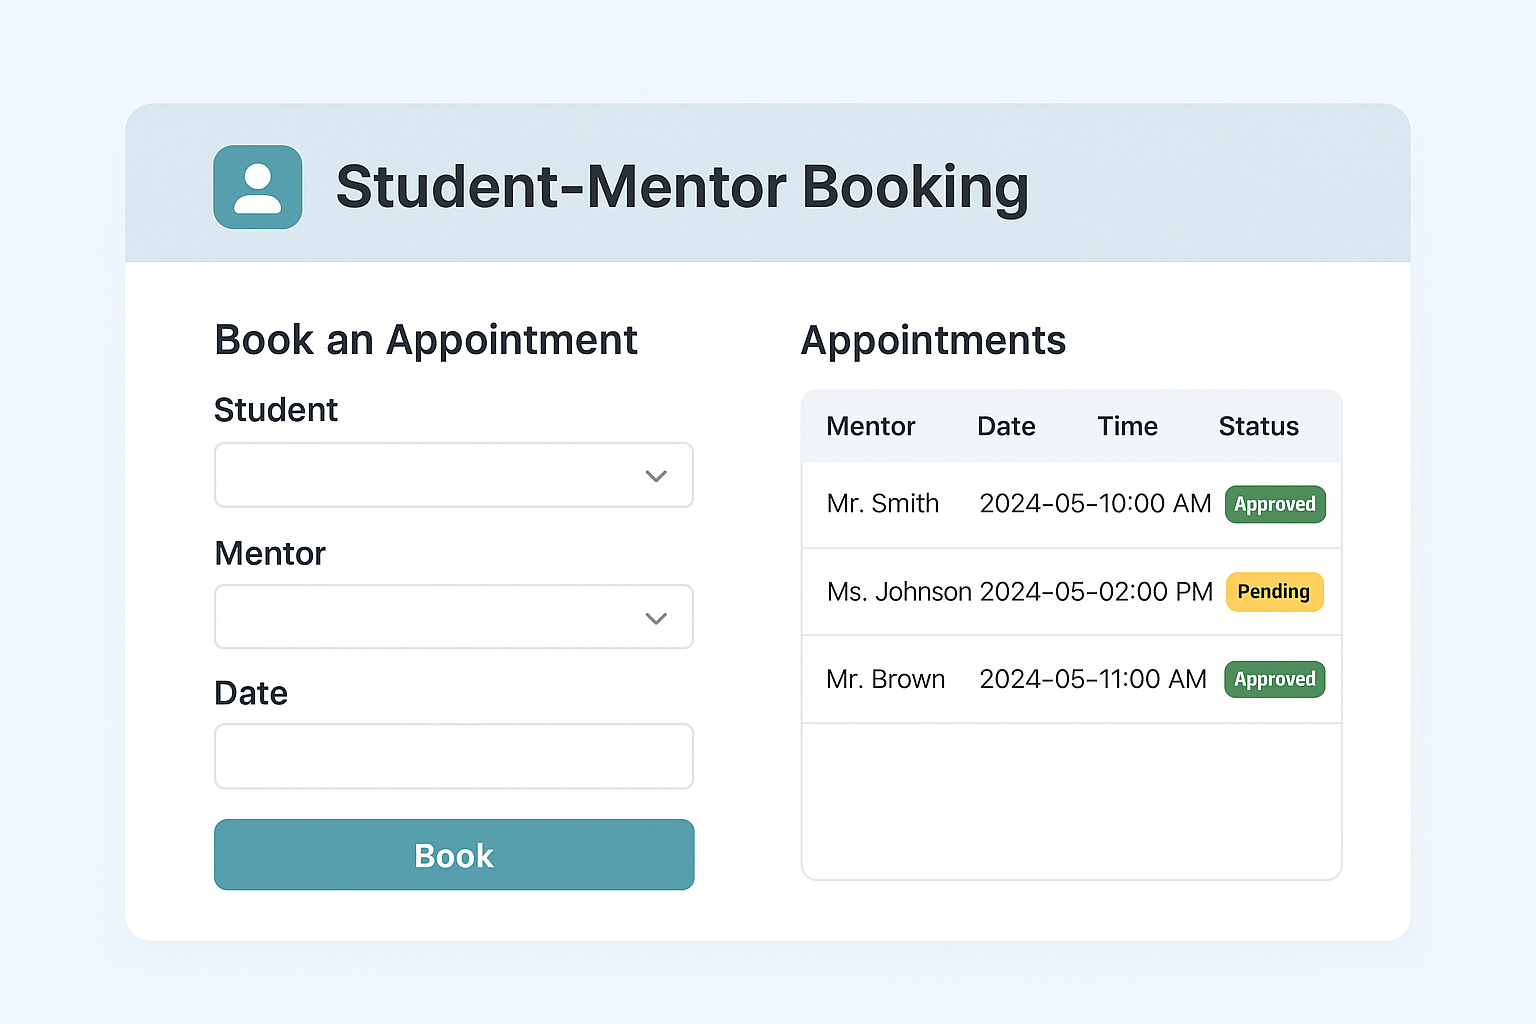 Student-Mentor Booking
Book an Appointment
Student
Mentor
Date
Book
Appointments
Mentor Date Time Status
Mr. Smith 2024-05-10:00 AM Approved
Ms. Johnson 2024-05-02:00 PM Pending
Mr. Brown 2024-05-11:00 AM Approved